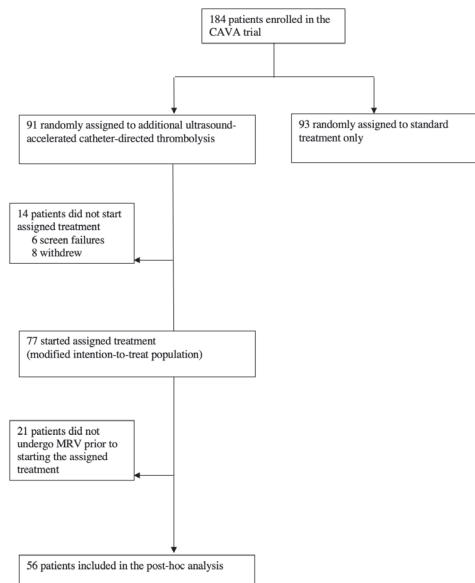 184 patients enrolled in the
CAVA trial
91 randomly assigned to additional ultrasound-
accelerated catheter-directed thrombolysis
93 randomly assigned to standard
treatment only
14 patients did not start
assigned treatment
6 screen failures
8 withdrew
77 started assigned treatment
(modified intention-to-treat population)
21 patients did not
undergo MRV prior to
starting the assigned
treatment
56 patients included in the post-hoc analysis